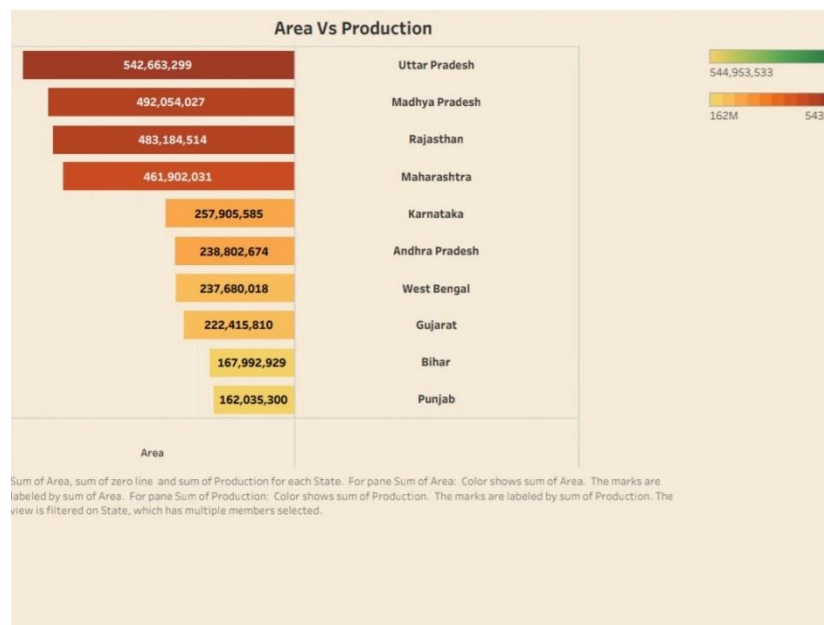 Area Vs Production
542,663,299 Uttar Pradesh
492,054,027 Madhya Pradesh
483,184,514 Rajasthan
461,902,031 Maharashtra
257,905,585 Karnataka
238,802,674 Andhra Pradesh
237,680,018 West Bengal
222,415,810 Gujarat
167,992,929 Bihar
162,035,300 Punjab
Area
544,953,533
162M 543
Sum of Area, sum of zero line and sum of Production for each State. For pane Sum of Area: Color shows sum of Area. The marks are
labeled by sum of Area. For pane Sum of Production: Color shows sum of Production. The marks are labeled by sum of Production. The
view is filtered on State, which has multiple members selected.